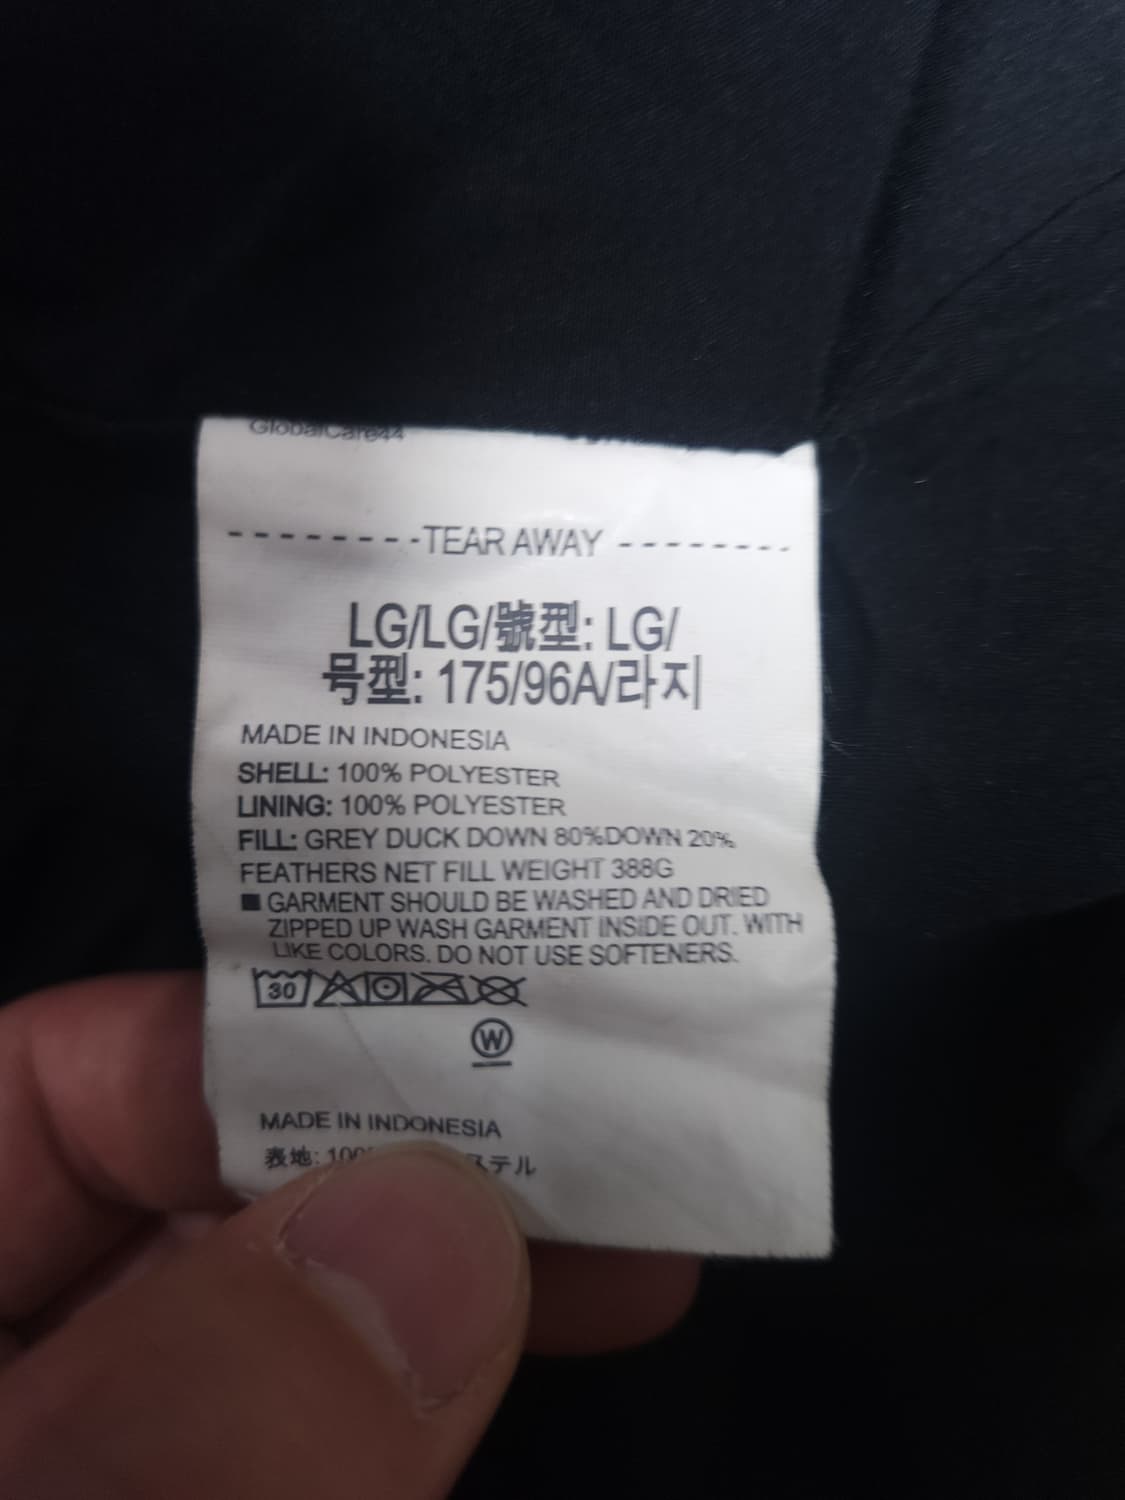 GlobalCare44
- - - - - - - - -TEAR AWAY - - - - - - - -
LG/LG/號型: LG/
号型: 175/96A/라지
MADE IN INDONESIA
SHELL: 100% POLYESTER
LINING: 100% POLYESTER
FILL: GREY DUCK DOWN 80%DOWN 20%
FEATHERS NET FILL WEIGHT 388G
■ GARMENT SHOULD BE WASHED AND DRIED
ZIPPED UP WASH GARMENT INSIDE OUT. WITH
LIKE COLORS. DO NOT USE SOFTENERS.
30
W
MADE IN INDONESIA
表地: 100 ステル